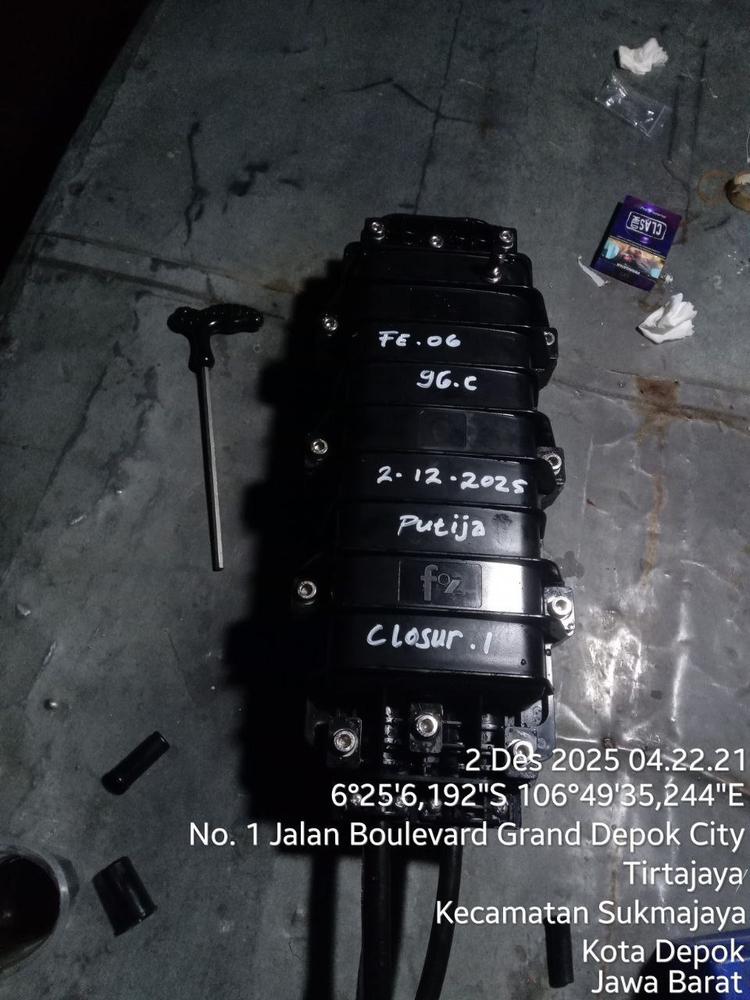 CLAS
FE.06
96.c
2.12.2025
Putija
Closur.1
2 Des 2025 04.22.21
6°25'6,192"S 106°49'35,244"E
No. 1 Jalan Boulevard Grand Depok City
Tirtajaya
Kecamatan Sukmajaya
Kota Depok
Jawa Barat